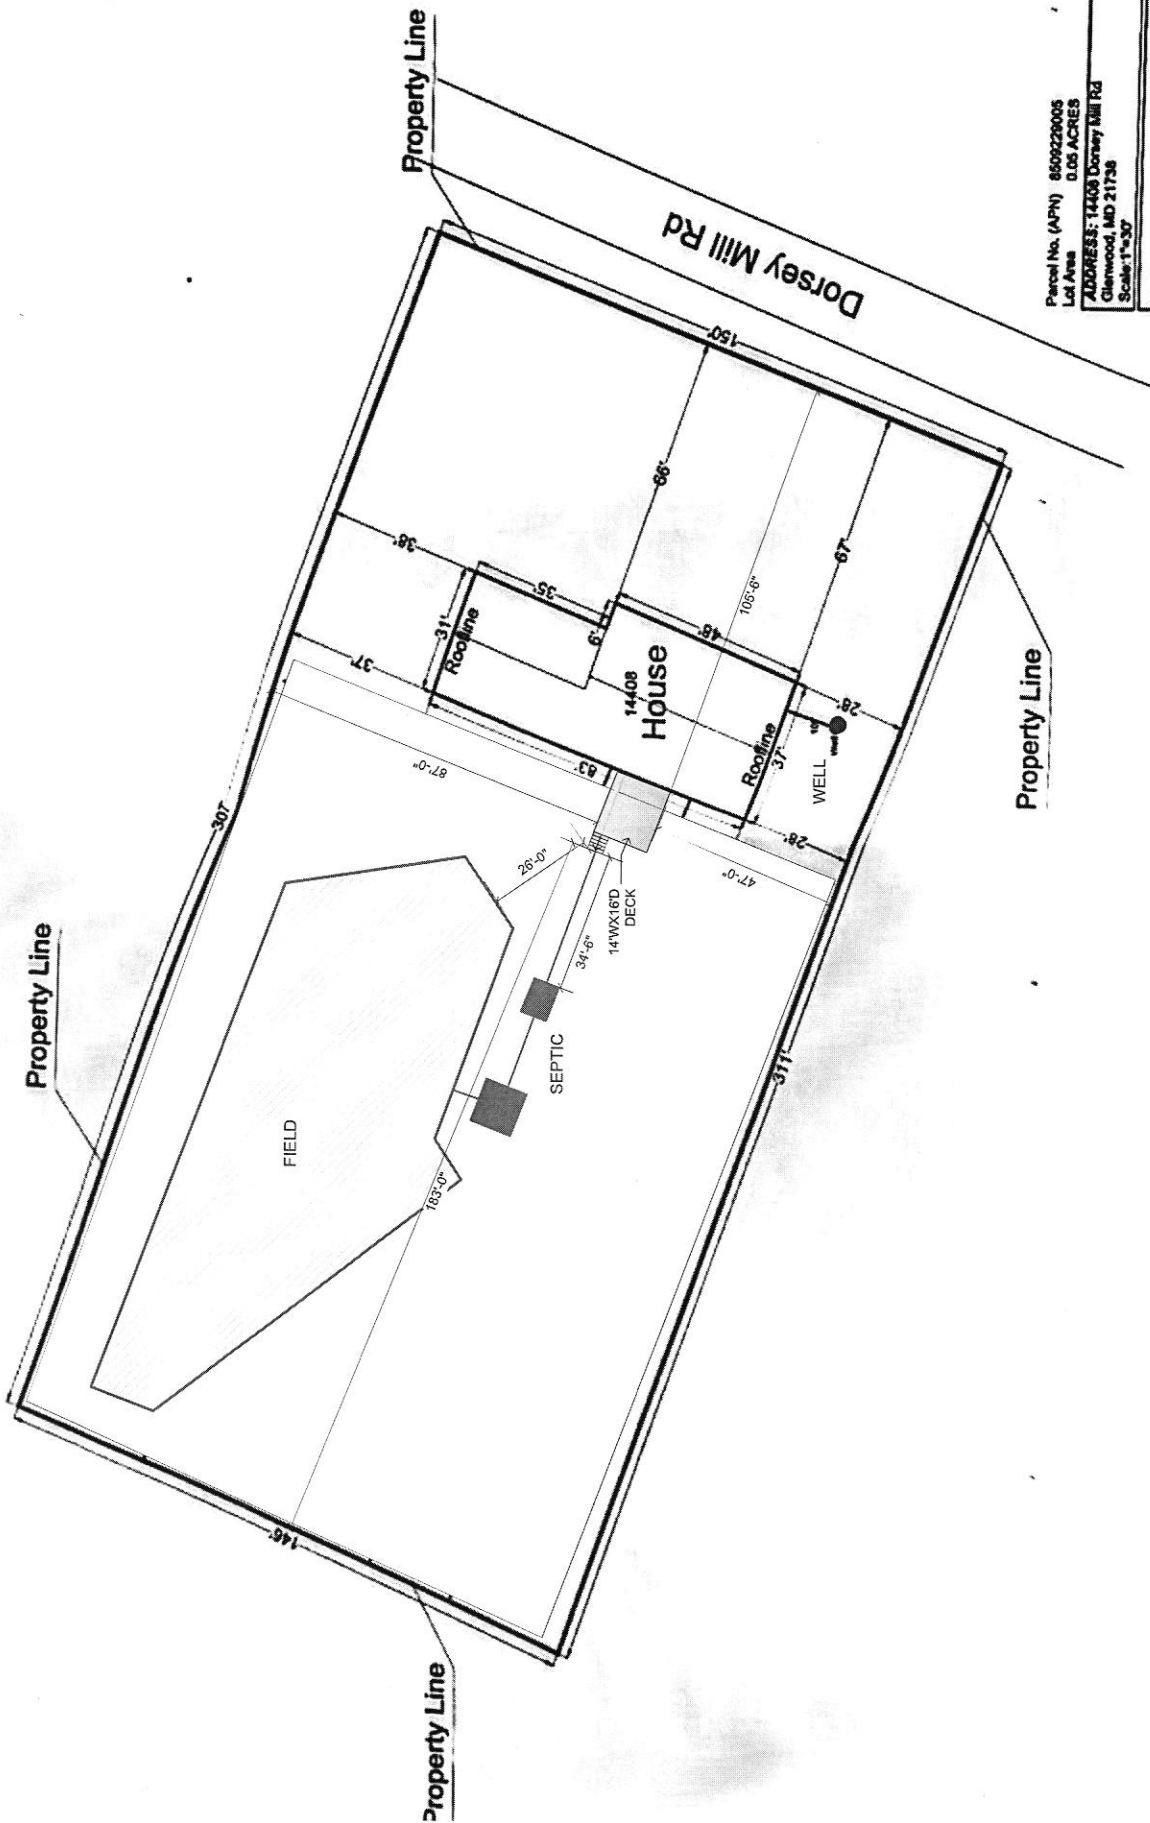 Property Line
Dorsey Mill Rd
150'
307'
38'
66'
35'
31'
Roofline
6'
37'
14408
House
48'
105'-6"
67'
28'
Roofline
37'
WELL
83'
87'-0"
28'
47'-0"
26'-0"
14'WX16'D
DECK
34'-6"
SEPTIC
FIELD
183'-0"
311'
146'
Property Line
Property Line
Property Line
Parcel No. (APN) 8509229005
Lot Area 0.05 ACRES
ADDRESS: 14408 Dorsey Mill Rd
Glenwood, MD 21738
Scale:1"=30'